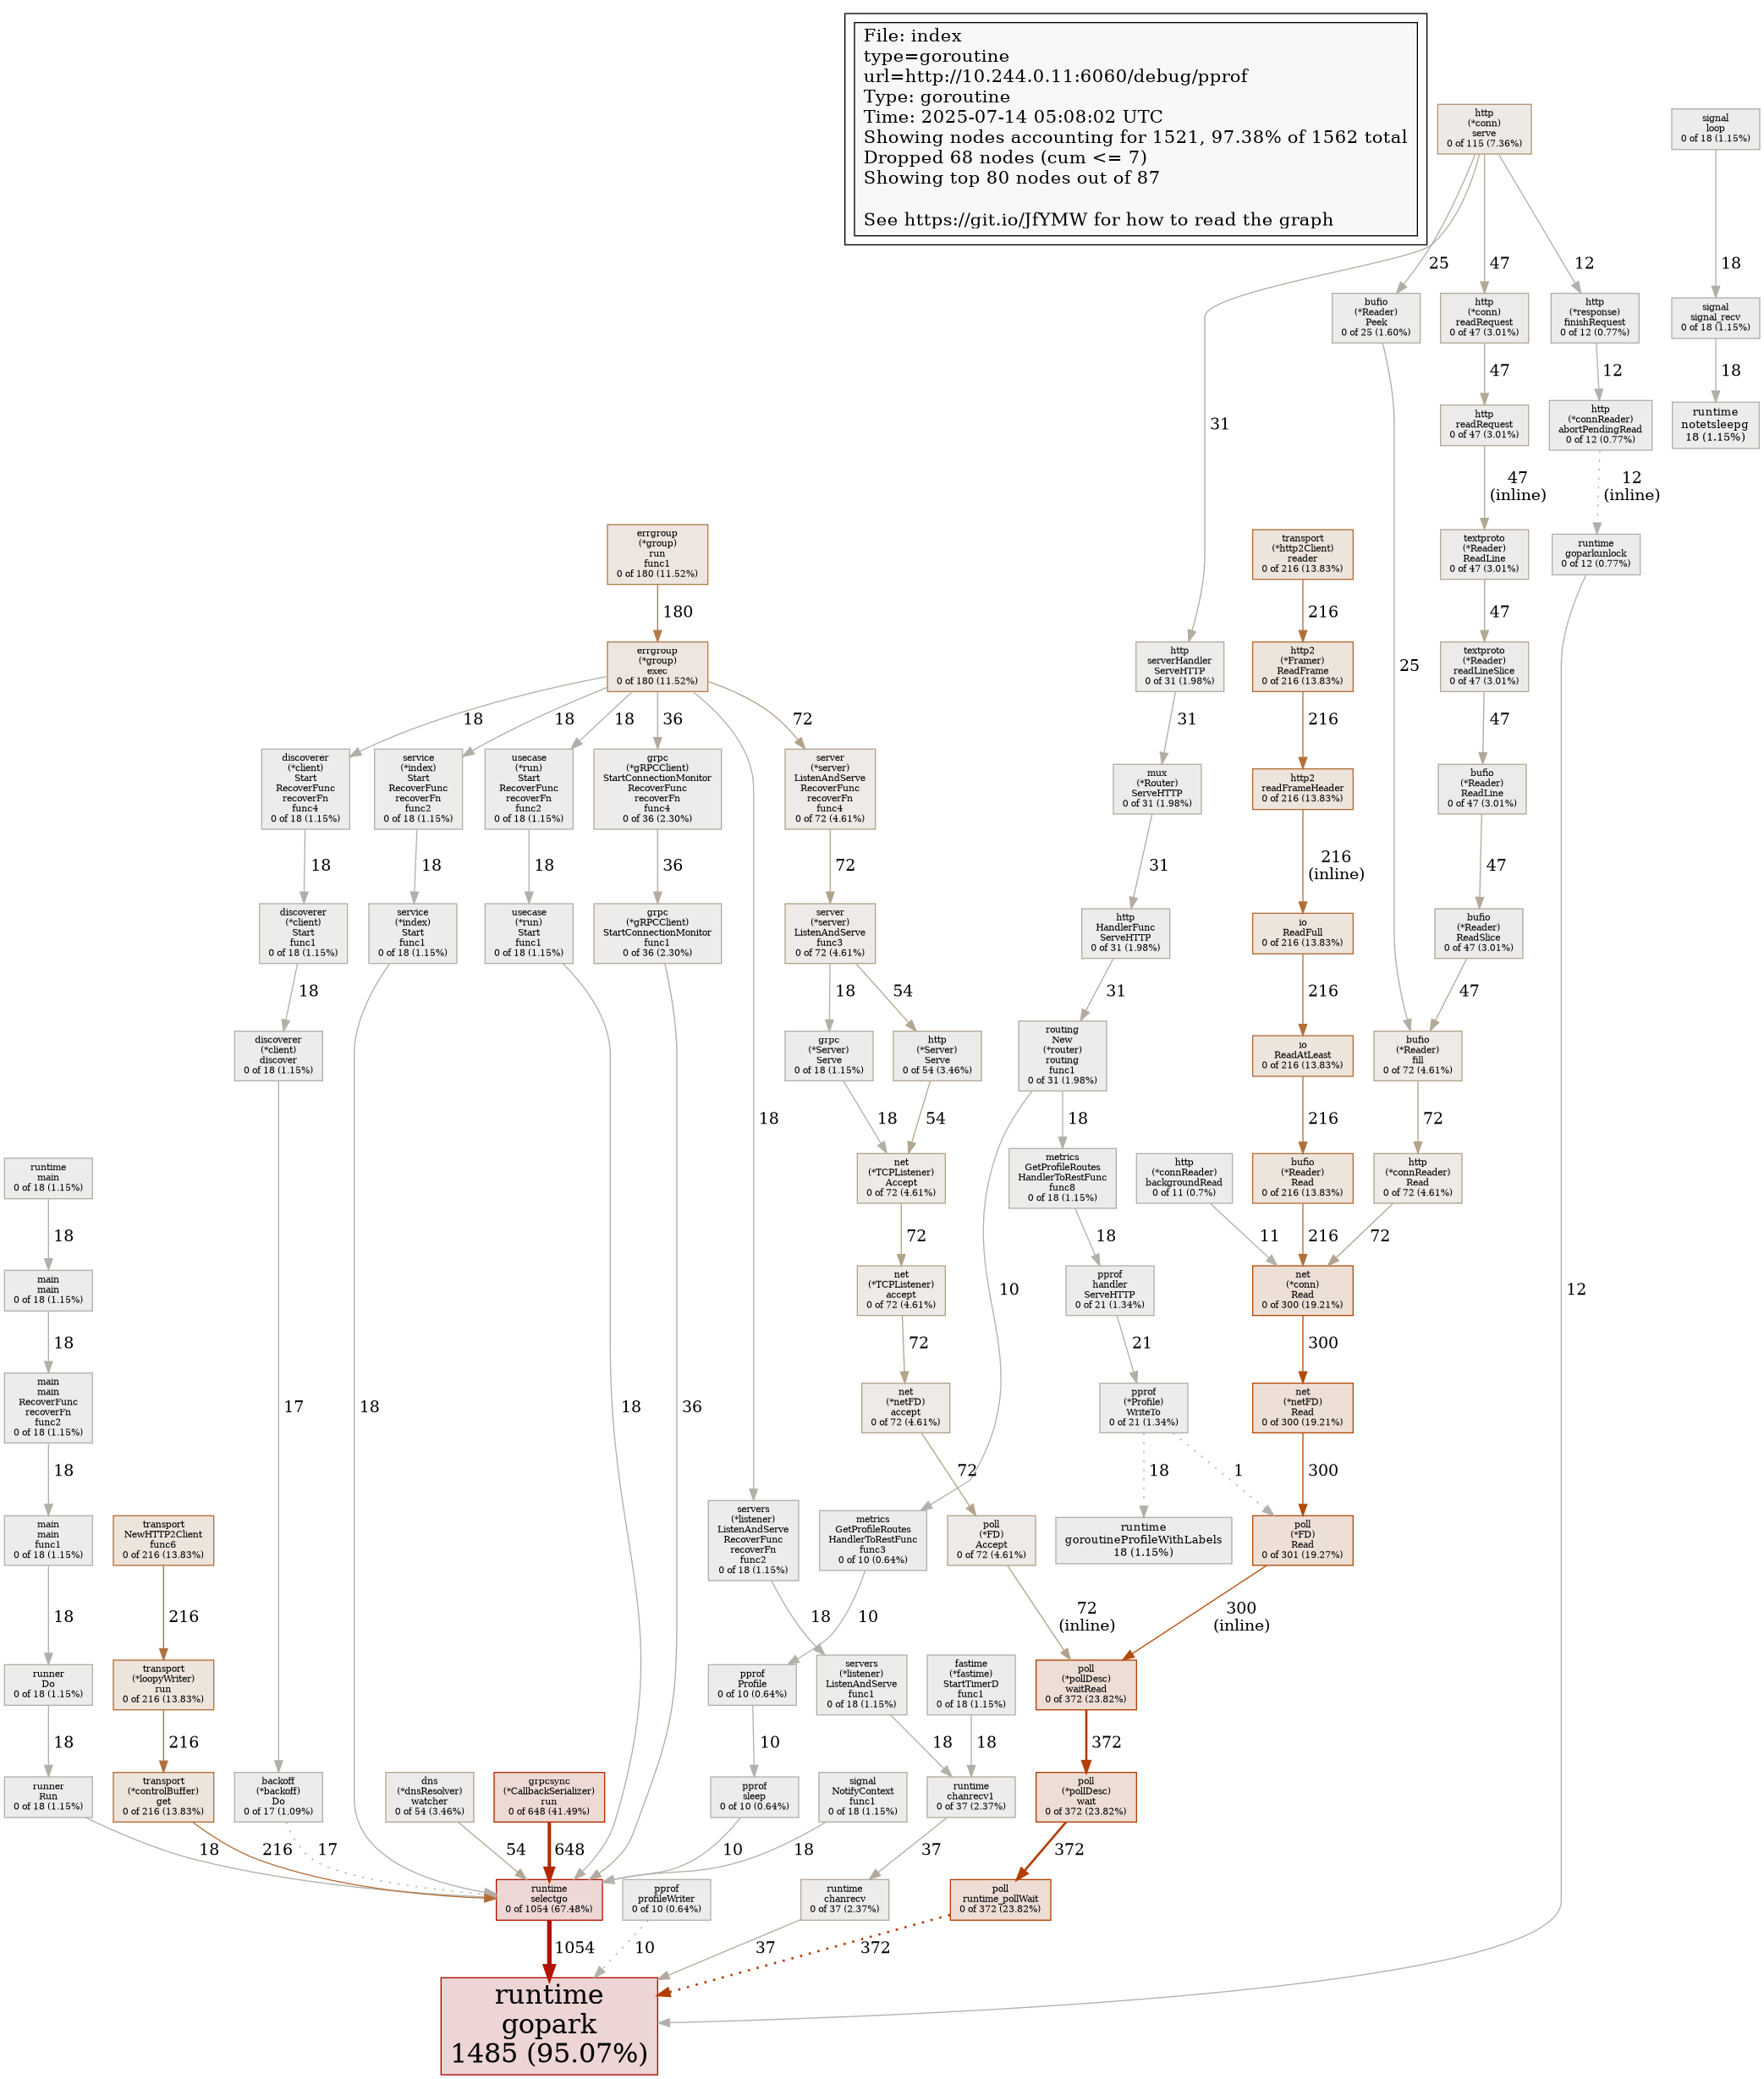 File: index
type=goroutine
url=http://10.244.0.11:6060/debug/pprof
Type: goroutine
Time: 2025-07-14 05:08:02 UTC
Showing nodes accounting for 1521, 97.38% of 1562 total
Dropped 68 nodes (cum <= 7)
Showing top 80 nodes out of 87
See https://git.io/JfYMW for how to read the graph
http
(*conn)
serve
0 of 115 (7.36%)
signal
loop
0 of 18 (1.15%)
25
47
12
18
bufio
(*Reader)
Peek
0 of 25 (1.60%)
http
(*conn)
readRequest
0 of 47 (3.01%)
http
(*response)
finishRequest
0 of 12 (0.77%)
signal
signal_recv
0 of 18 (1.15%)
47
12
18
31
http
readRequest
0 of 47 (3.01%)
http
(*connReader)
abortPendingRead
0 of 12 (0.77%)
runtime
notetsleepg
18 (1.15%)
47
(inline)
12
(inline)
errgroup
(*group)
run
func1
0 of 180 (11.52%)
transport
(*http2Client)
reader
0 of 216 (13.83%)
textproto
(*Reader)
ReadLine
0 of 47 (3.01%)
runtime
goparkunlock
0 of 12 (0.77%)
180
216
47
errgroup
(*group)
exec
0 of 180 (11.52%)
http
serverHandler
ServeHTTP
0 of 31 (1.98%)
http2
(*Framer)
ReadFrame
0 of 216 (13.83%)
25
textproto
(*Reader)
readLineSlice
0 of 47 (3.01%)
18
18
18
36
72
31
216
47
discoverer
(*client)
Start
RecoverFunc
recoverFn
func4
0 of 18 (1.15%)
service
(*index)
Start
RecoverFunc
recoverFn
func2
0 of 18 (1.15%)
usecase
(*run)
Start
RecoverFunc
recoverFn
func2
0 of 18 (1.15%)
grpc
(*gRPCClient)
StartConnectionMonitor
RecoverFunc
recoverFn
func4
0 of 36 (2.30%)
server
(*server)
ListenAndServe
RecoverFunc
recoverFn
func4
0 of 72 (4.61%)
mux
(*Router)
ServeHTTP
0 of 31 (1.98%)
http2
readFrameHeader
0 of 216 (13.83%)
bufio
(*Reader)
ReadLine
0 of 47 (3.01%)
18
18
18
36
72
31
216
(inline)
47
discoverer
(*client)
Start
func1
0 of 18 (1.15%)
service
(*index)
Start
func1
0 of 18 (1.15%)
usecase
(*run)
Start
func1
0 of 18 (1.15%)
grpc
(*gRPCClient)
StartConnectionMonitor
func1
0 of 36 (2.30%)
server
(*server)
ListenAndServe
func3
0 of 72 (4.61%)
http
HandlerFunc
ServeHTTP
0 of 31 (1.98%)
io
ReadFull
0 of 216 (13.83%)
bufio
(*Reader)
ReadSlice
0 of 47 (3.01%)
18
18
54
31
216
47
discoverer
(*client)
discover
0 of 18 (1.15%)
grpc
(*Server)
Serve
0 of 18 (1.15%)
http
(*Server)
Serve
0 of 54 (3.46%)
routing
New
(*router)
routing
func1
0 of 31 (1.98%)
io
ReadAtLeast
0 of 216 (13.83%)
bufio
(*Reader)
fill
0 of 72 (4.61%)
18
18
54
18
216
72
runtime
main
0 of 18 (1.15%)
net
(*TCPListener)
Accept
0 of 72 (4.61%)
metrics
GetProfileRoutes
HandlerToRestFunc
func8
0 of 18 (1.15%)
http
(*connReader)
backgroundRead
0 of 11 (0.7%)
bufio
(*Reader)
Read
0 of 216 (13.83%)
http
(*connReader)
Read
0 of 72 (4.61%)
18
72
18
11
216
72
main
main
0 of 18 (1.15%)
net
(*TCPListener)
accept
0 of 72 (4.61%)
10
pprof
handler
ServeHTTP
0 of 21 (1.34%)
net
(*conn)
Read
0 of 300 (19.21%)
12
18
72
21
300
main
main
RecoverFunc
recoverFn
func2
0 of 18 (1.15%)
17
18
18
36
net
(*netFD)
accept
0 of 72 (4.61%)
pprof
(*Profile)
WriteTo
0 of 21 (1.34%)
net
(*netFD)
Read
0 of 300 (19.21%)
18
72
18
1
300
main
main
func1
0 of 18 (1.15%)
transport
NewHTTP2Client
func6
0 of 216 (13.83%)
servers
(*listener)
ListenAndServe
RecoverFunc
recoverFn
func2
0 of 18 (1.15%)
metrics
GetProfileRoutes
HandlerToRestFunc
func3
0 of 10 (0.64%)
poll
(*FD)
Accept
0 of 72 (4.61%)
runtime
goroutineProfileWithLabels
18 (1.15%)
poll
(*FD)
Read
0 of 301 (19.27%)
18
216
18
10
72
(inline)
300
(inline)
runner
Do
0 of 18 (1.15%)
transport
(*loopyWriter)
run
0 of 216 (13.83%)
pprof
Profile
0 of 10 (0.64%)
servers
(*listener)
ListenAndServe
func1
0 of 18 (1.15%)
fastime
(*fastime)
StartTimerD
func1
0 of 18 (1.15%)
poll
(*pollDesc)
waitRead
0 of 372 (23.82%)
18
216
10
18
18
372
runner
Run
0 of 18 (1.15%)
transport
(*controlBuffer)
get
0 of 216 (13.83%)
backoff
(*backoff)
Do
0 of 17 (1.09%)
dns
(*dnsResolver)
watcher
0 of 54 (3.46%)
grpcsync
(*CallbackSerializer)
run
0 of 648 (41.49%)
pprof
sleep
0 of 10 (0.64%)
signal
NotifyContext
func1
0 of 18 (1.15%)
runtime
chanrecv1
0 of 37 (2.37%)
poll
(*pollDesc)
wait
0 of 372 (23.82%)
18
216
17
54
648
10
18
37
372
runtime
selectgo
0 of 1054 (67.48%)
pprof
profileWriter
0 of 10 (0.64%)
runtime
chanrecv
0 of 37 (2.37%)
poll
runtime_pollWait
0 of 372 (23.82%)
1054
10
37
372
runtime
gopark
1485 (95.07%)